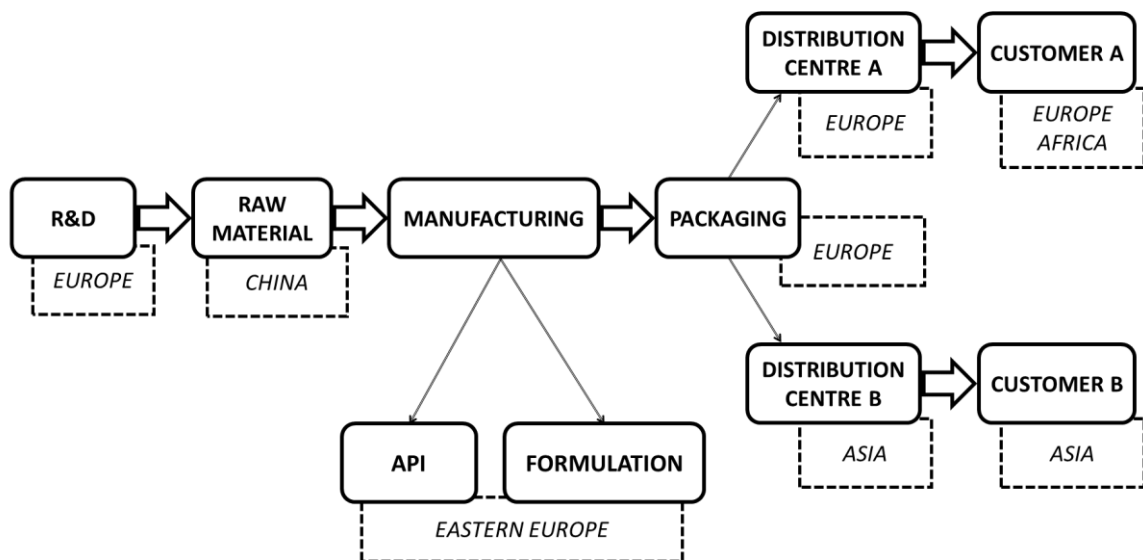 DISTRIBUTION
CENTRE A
CUSTOMER A
EUROPE
EUROPE
AFRICA
R&D
RAW
MATERIAL
MANUFACTURING
PACKAGING
EUROPE
CHINA
EUROPE
DISTRIBUTION
CENTRE B
CUSTOMER B
ASIA
ASIA
API
FORMULATION
EASTERN EUROPE